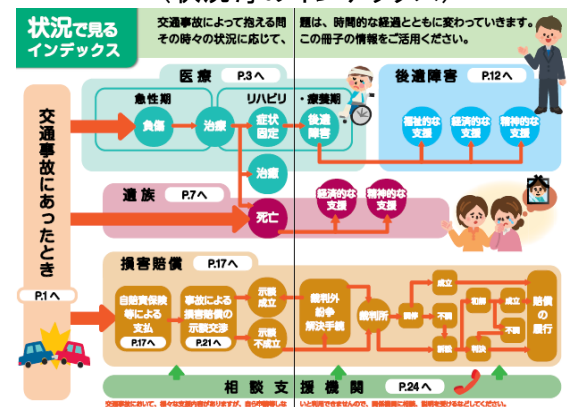 状況で見る
インデックス
交通事故によって抱える問題は、時間的な経過とともに変わっていきます。
その時々の状況に応じて、この冊子の情報をご活用ください。
交通事故にあったとき
P.1へ
医療 P.3へ
急性期
リハビリ・療養期
負傷
治療
症状
固定
後遺
障害
治療
後遺障害 P.12へ
福祉的な
支援
経済的な
支援
精神的な
支援
遺族 P.7へ
死亡
経済的な
支援
精神的な
支援
損害賠償 P.17へ
自賠責保険
等による
支払
P.17へ
事故による
損害賠償の
示談交渉
P.21へ
示談
成立
示談
不成立
裁判外
紛争
解決手続
裁判所
調停
成立
不調
訴訟
和解
判決
成立
不調
賠償
の
履行
相談支援機関 P.24へ